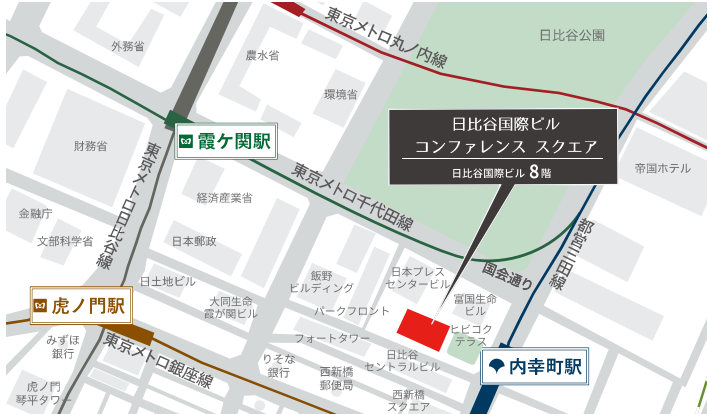 外務省
農水省
東京メトロ丸ノ内線
日比谷公園
環境省
日比谷国際ビル
コンファレンス スクエア
日比谷国際ビル 8階
霞ケ関駅
財務省
東京メトロ日比谷線
東京メトロ千代田線
帝国ホテル
経済産業省
金融庁
文部科学省
日本郵政
都営三田線
国会通り
日土地ビル
飯野
ビルディング
日本プレス
センタービル
大同生命
霞が関ビル
パークフロント
富国生命
ビル
虎ノ門駅
フォートタワー
ヒビコク
テラス
みずほ
銀行
東京メトロ銀座線
りそな
銀行
西新橋
郵便局
日比谷
セントラルビル
内幸町駅
虎ノ門
琴平タワー
西新橋
スクエア